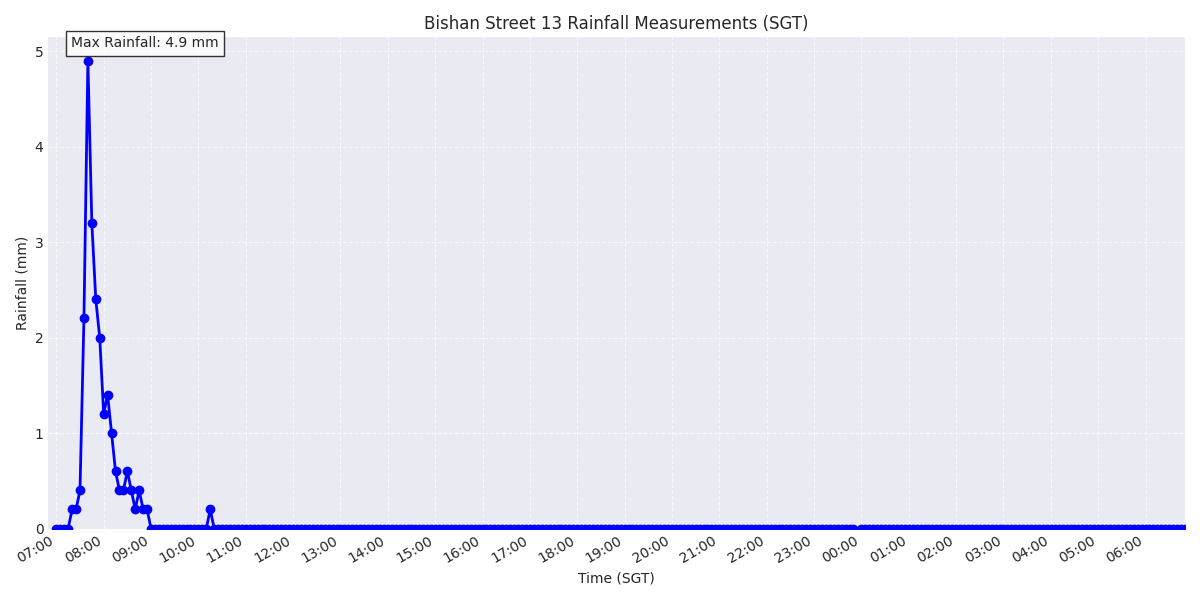 Bishan Street 13 Rainfall Measurements (SGT)
Max Rainfall: 4.9 mm
5
4
3
2
1
0
Rainfall (mm)
07:00 08:00 09:00 10:00 11:00 12:00 13:00 14:00 15:00 16:00 17:00 18:00 19:00 20:00 21:00 22:00 23:00 00:00 01:00 02:00 03:00 04:00 05:00 06:00
Time (SGT)